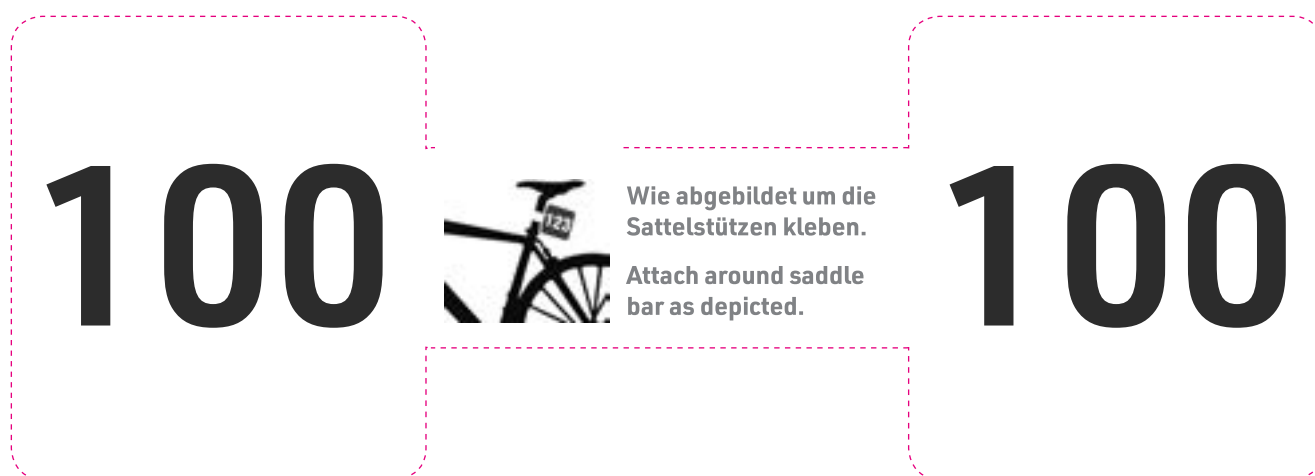 100
123
Wie abgebildet um die
Sattelstützen kleben.
Attach around saddle
bar as depicted.
100